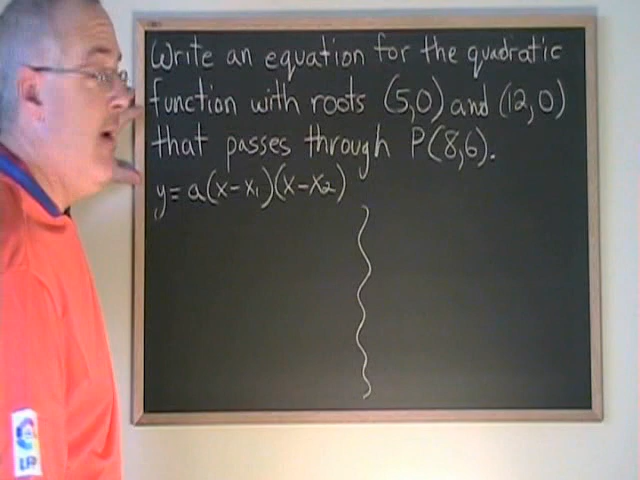 Write an equation for the quadratic
function with roots (5,0) and (12,0)
that passes through P(8,6).
y = a(x-x₁)(x-x₂)